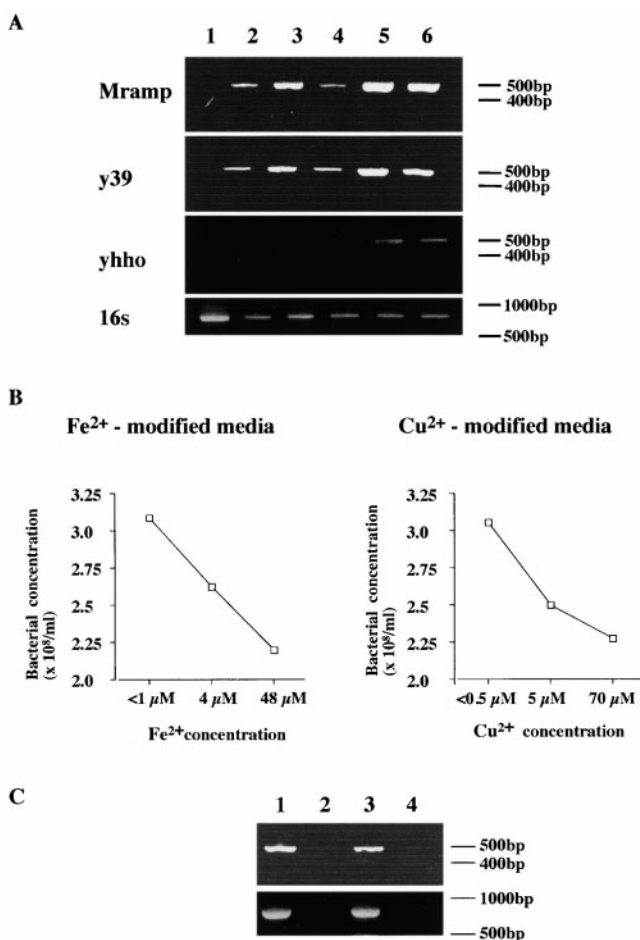 A
1 2 3 4 5 6
Mramp
500bp
400bp
y39
500bp
400bp
yhho
500bp
400bp
16s
1000bp
500bp
B
Fe²⁺ - modified media
Cu²⁺ - modified media
Bacterial concentration
(x 10⁸/ml)
3.25
3.0
2.75
2.5
2.25
2.0
<1 µM 4 µM 48 µM
Fe²⁺concentration
Bacterial concentration
(x 10⁸/ml)
3.25
3.0
2.75
2.5
2.25
2.0
<0.5 µM 5 µM 70 µM
Cu²⁺ concentration
C
1 2 3 4
500bp
400bp
1000bp
500bp